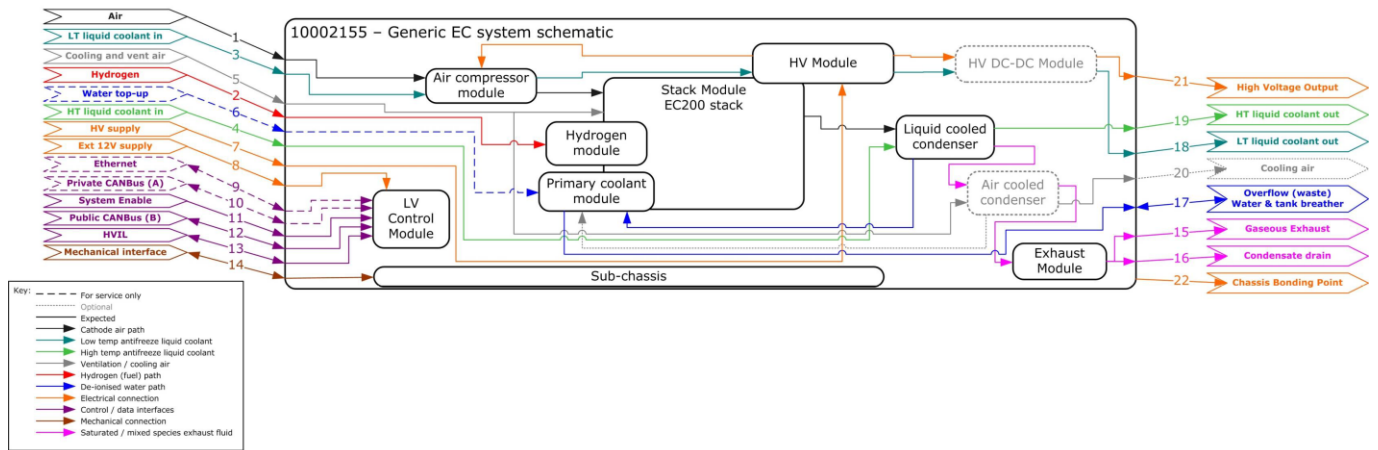 Air
LT liquid coolant in
Cooling and vent air
Hydrogen
Water top-up
HT liquid coolant in
HV supply
Ext 12V supply
Ethernet
Private CANBus (A)
System Enable
Public CANBus (B)
HVIL
Mechanical interface
1
3
5
2
6
4
7
8
9
10
11
12
13
14
10002155 – Generic EC system schematic
Air compressor
module
HV Module
HV DC-DC Module
Stack Module
EC200 stack
Hydrogen
module
Primary coolant
module
Liquid cooled
condenser
Air cooled
condenser
LV
Control
Module
Exhaust
Module
Sub-chassis
21
19
18
20
17
15
16
22
High Voltage Output
HT liquid coolant out
LT liquid coolant out
Cooling air
Overflow (waste)
Water & tank breather
Gaseous Exhaust
Condensate drain
Chassis Bonding Point
Key:
For service only
Optional
Expected
Cathode air path
Low temp antifreeze liquid coolant
High temp antifreeze liquid coolant
Ventilation / cooling air
Hydrogen (fuel) path
De-ionised water path
Electrical connection
Control / data interfaces
Mechanical connection
Saturated / mixed species exhaust fluid